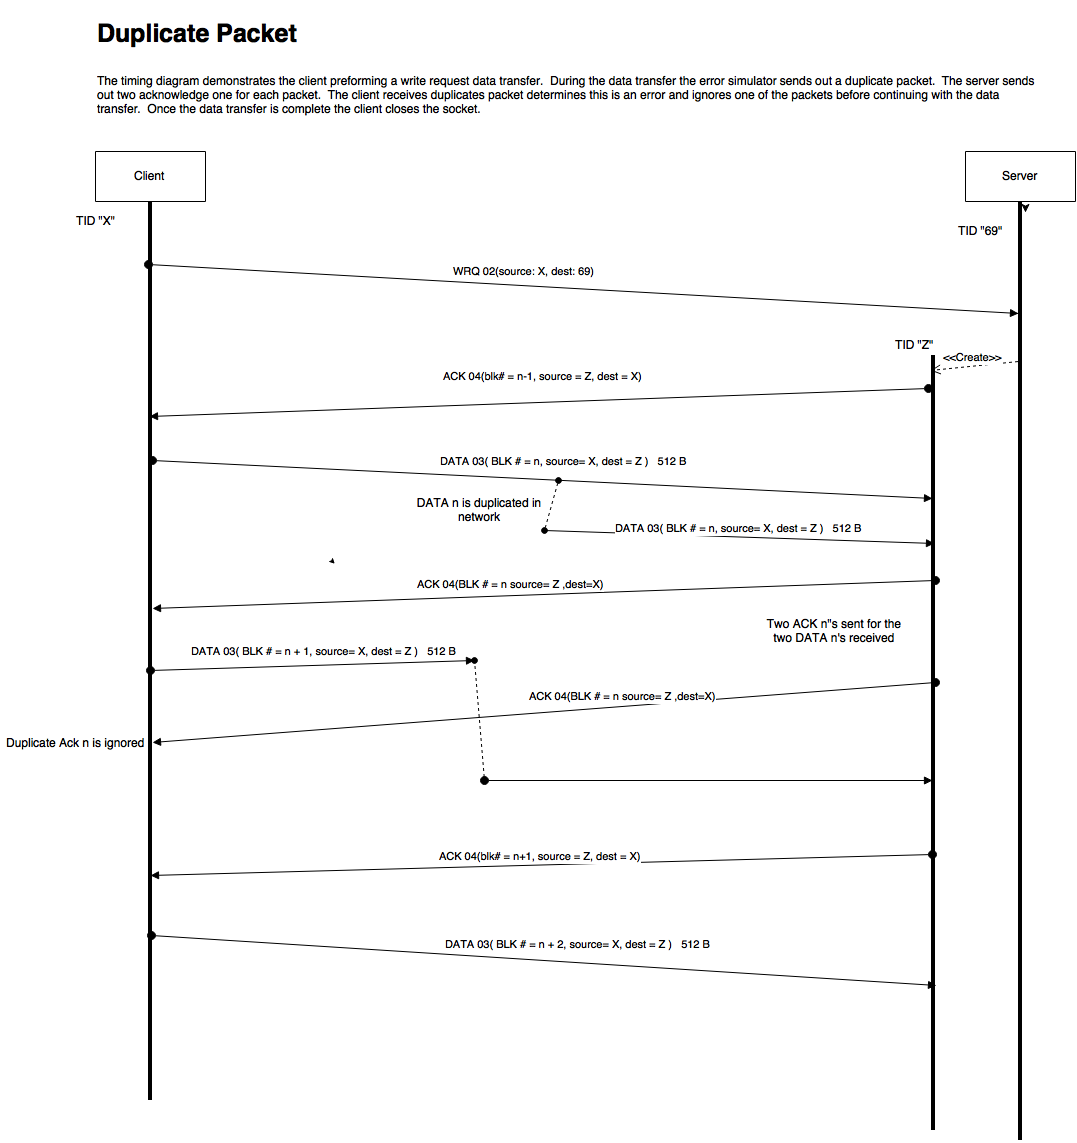 Duplicate Packet
The timing diagram demonstrates the client preforming a write request data transfer.  During the data transfer the error simulator sends out a duplicate packet.  The server sends
out two acknowledge one for each packet.  The client receives duplicates packet determines this is an error and ignores one of the packets before continuing with the data
transfer.  Once the data transfer is complete the client closes the socket.
Client
Server
TID "X"
TID "69"
WRQ 02(source: X, dest: 69)
TID "Z"
<<Create>>
ACK 04(blk# = n-1, source = Z, dest = X)
DATA 03( BLK # = n, source= X, dest = Z )   512 B
DATA n is duplicated in
network
DATA 03( BLK # = n, source= X, dest = Z )   512 B
ACK 04(BLK # = n source= Z ,dest=X)
Two ACK n"s sent for the
two DATA n's received
DATA 03( BLK # = n + 1, source= X, dest = Z )   512 B
ACK 04(BLK # = n source= Z ,dest=X)
Duplicate Ack n is ignored
ACK 04(blk# = n+1, source = Z, dest = X)
DATA 03( BLK # = n + 2, source= X, dest = Z )   512 B